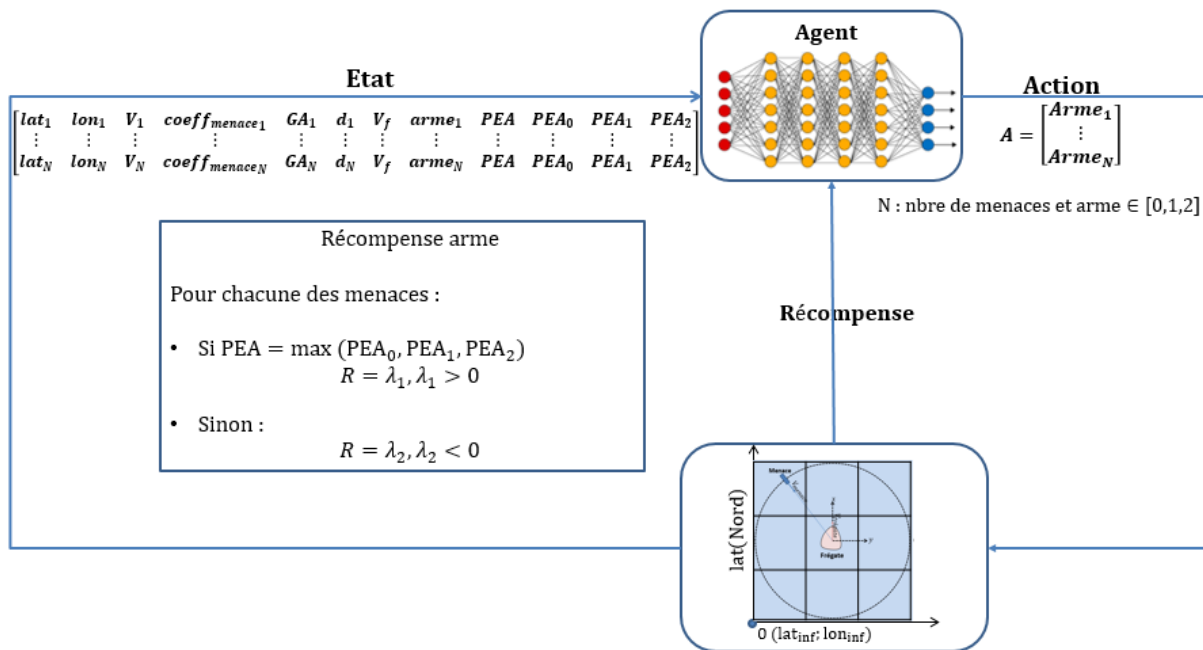 Agent
Etat
Action
lat₁ lon₁ V₁ coeff_menace₁ GA₁ d₁ V_f arme₁ PEA PEA₀ PEA₁ PEA₂
⋮ ⋮ ⋮ ⋮ ⋮ ⋮ ⋮ ⋮ ⋮ ⋮ ⋮ ⋮
lat_N lon_N V_N coeff_menace_N GA_N d_N V_f arme_N PEA PEA₀ PEA₁ PEA₂
Arme₁
A = ⋮
Arme_N
N : nbre de menaces et arme ∈ [0,1,2]
Récompense arme
Pour chacune des menaces :
• Si PEA = max (PEA₀, PEA₁, PEA₂)
R = λ₁, λ₁ > 0
• Sinon :
R = λ₂, λ₂ < 0
Récompense
lat(Nord)
Menace
y
Frégate
0 (lat_inf; lon_inf)